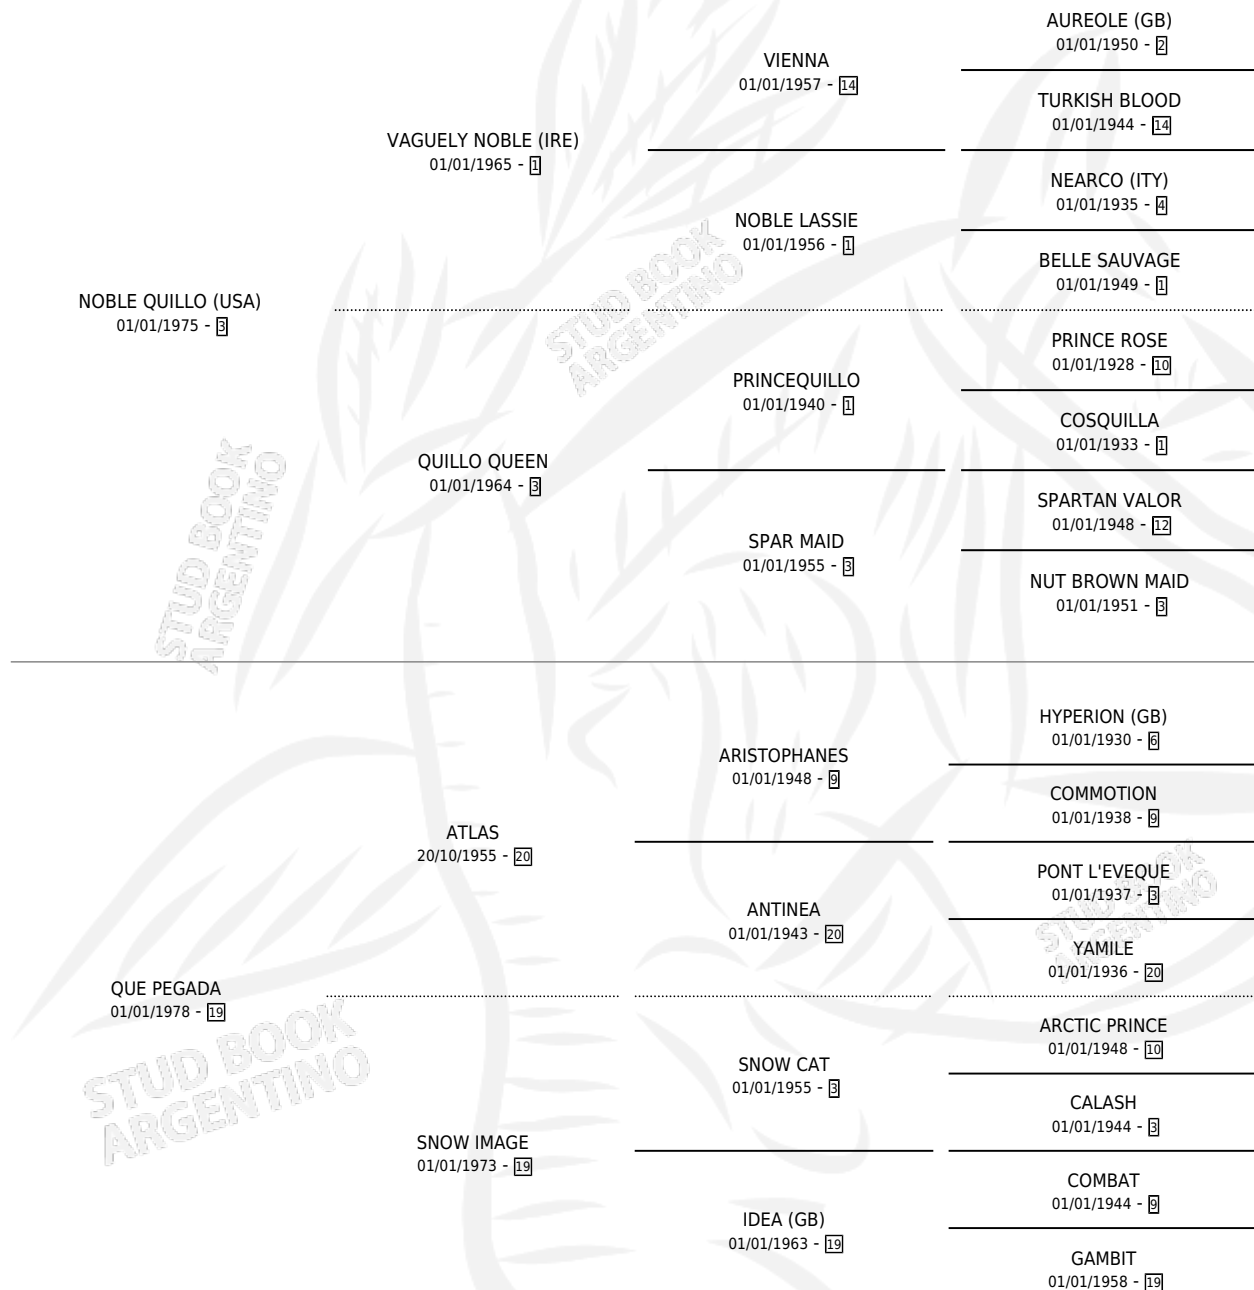 AUREOLE (GB)
01/01/1950 - 2
VIENNA
01/01/1957 - 14
TURKISH BLOOD
01/01/1944 - 14
VAGUELY NOBLE (IRE)
01/01/1965 - 1
NEARCO (ITY)
01/01/1935 - 4
NOBLE LASSIE
01/01/1956 - 1
BELLE SAUVAGE
01/01/1949 - 1
NOBLE QUILLO (USA)
01/01/1975 - 3
PRINCE ROSE
01/01/1928 - 10
PRINCEQUILLO
01/01/1940 - 1
COSQUILLA
01/01/1933 - 1
QUILLO QUEEN
01/01/1964 - 3
SPARTAN VALOR
01/01/1948 - 12
SPAR MAID
01/01/1955 - 3
NUT BROWN MAID
01/01/1951 - 3
HYPERION (GB)
01/01/1930 - 6
ARISTOPHANES
01/01/1948 - 9
COMMOTION
01/01/1938 - 9
ATLAS
20/10/1955 - 20
PONT L'EVEQUE
01/01/1937 - 3
ANTINEA
01/01/1943 - 20
YAMILE
01/01/1936 - 20
QUE PEGADA
01/01/1978 - 19
ARCTIC PRINCE
01/01/1948 - 10
SNOW CAT
01/01/1955 - 3
CALASH
01/01/1944 - 3
SNOW IMAGE
01/01/1973 - 19
COMBAT
01/01/1944 - 9
IDEA (GB)
01/01/1963 - 19
GAMBIT
01/01/1958 - 19
STUD BOOK
ARGENTINO
STUD BOOK
ARGENTINO
STUD BOOK
ARGENTINO
STUD BOOK
ARGENTINO